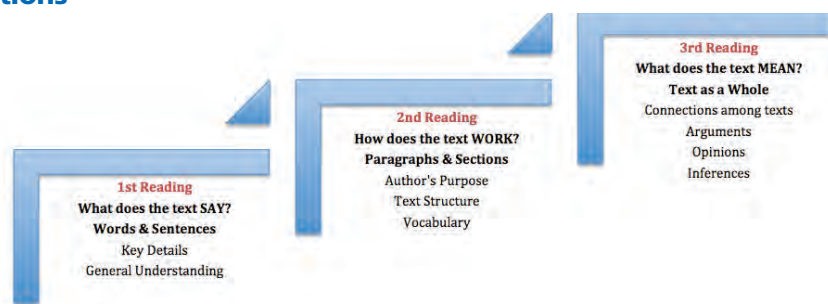 1st Reading
What does the text SAY?
Words & Sentences
Key Details
General Understanding
2nd Reading
How does the text WORK?
Paragraphs & Sections
Author's Purpose
Text Structure
Vocabulary
3rd Reading
What does the text MEAN?
Text as a Whole
Connections among texts
Arguments
Opinions
Inferences